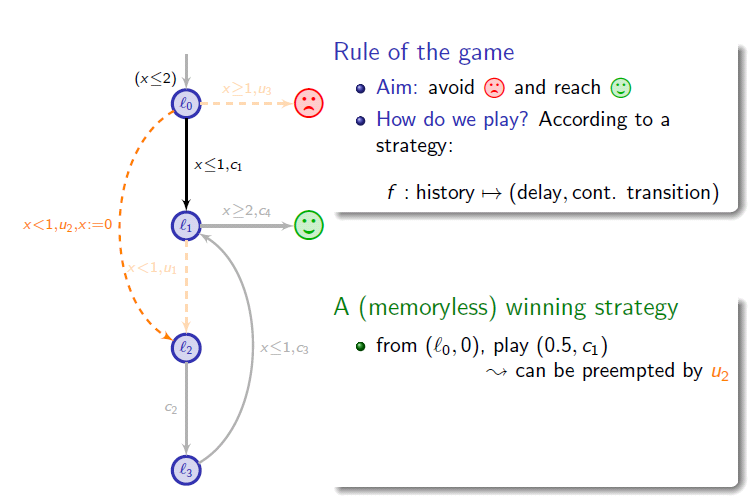 Rule of the game
(x≤2)
Aim: avoid and reach
x≥1,u₃
ℓ₀
How do we play? According to a
strategy:
x≤1,c₁
f : history ↦ (delay, cont. transition)
x≥2,c₄
x<1,u₂,x:=0
ℓ₁
x<1,u₁
A (memoryless) winning strategy
ℓ₂
x≤1,c₃
from (ℓ₀, 0), play (0.5, c₁)
⤳ can be preempted by u₂
c₂
ℓ₃